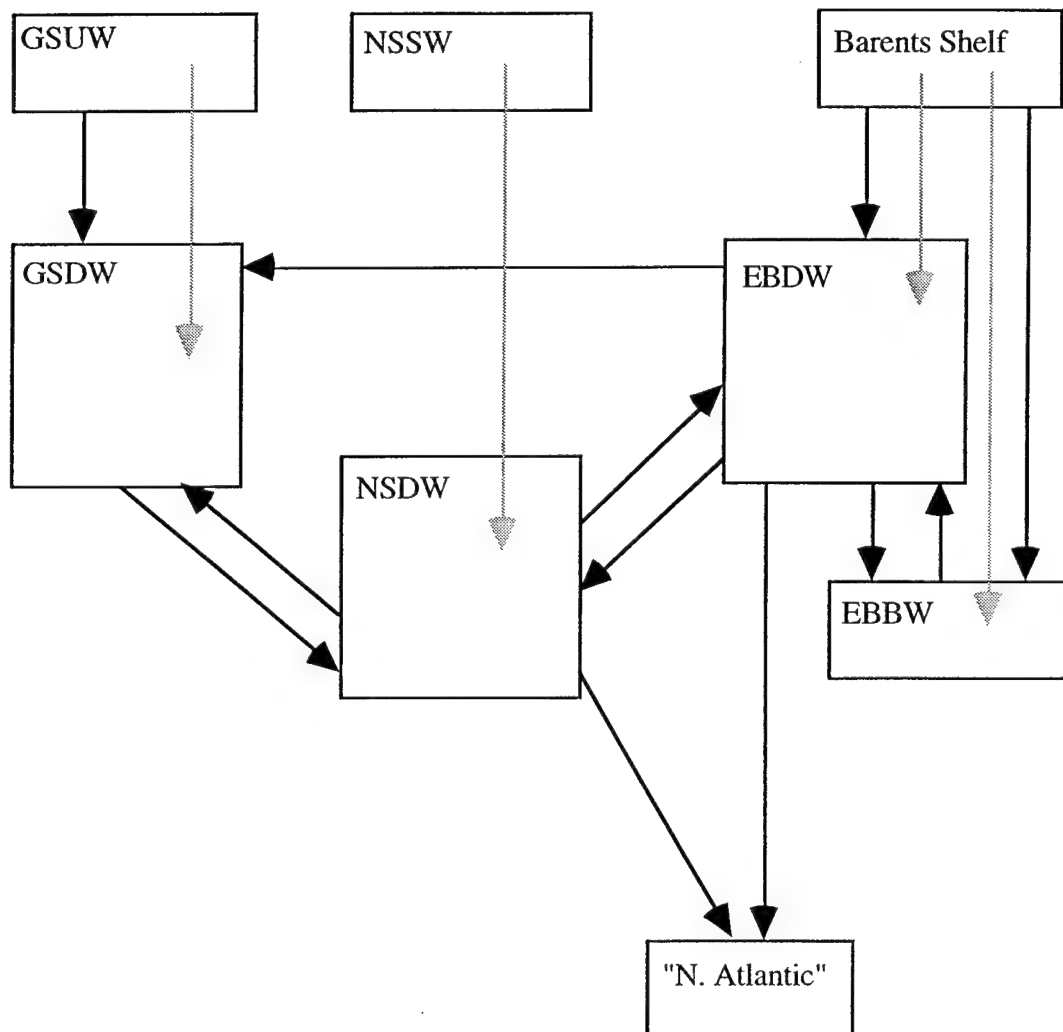 GSUW
NSSW
Barents Shelf
GSDW
EBDW
NSDW
EBBW
"N. Atlantic"